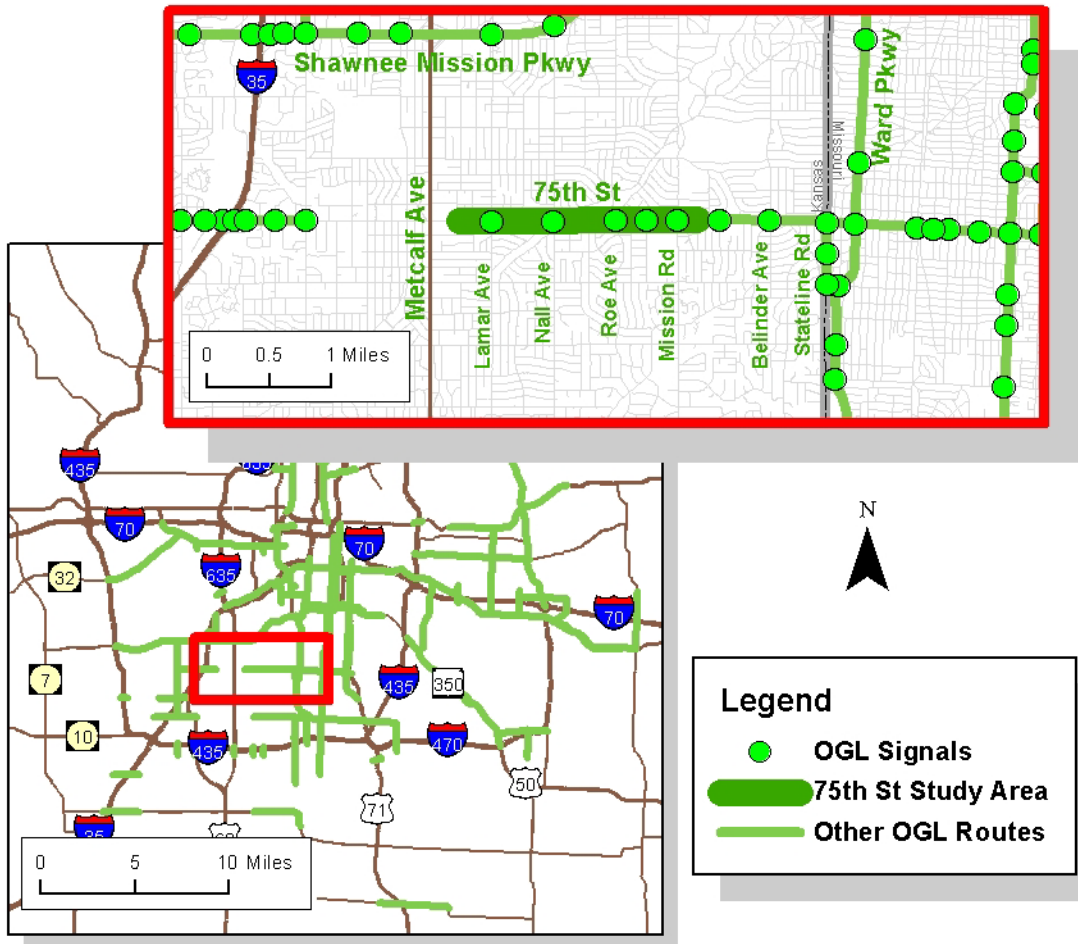 Shawnee Mission Pkwy
35
Ward Pkwy
Kansas
Missouri
75th St
Metcalf Ave
Lamar Ave
Nall Ave
Roe Ave
Mission Rd
Belinder Ave
Stateline Rd
0 0.5 1 Miles
435
70
70
32
635
70
7
435
350
10
435
470
50
71
35
0 5 10 Miles
N
Legend
OGL Signals
75th St Study Area
Other OGL Routes